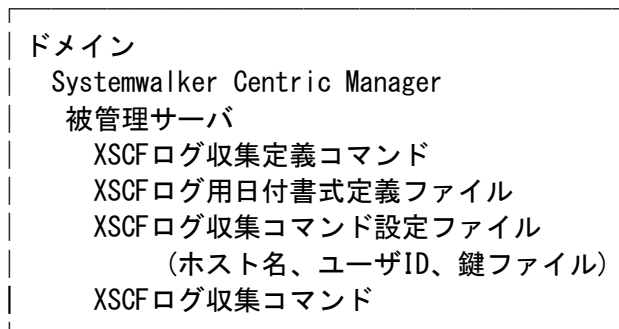 ドメイン
Systemwalker Centric Manager
被管理サーバ
XSCFログ収集定義コマンド
XSCFログ用日付書式定義ファイル
XSCFログ収集コマンド設定ファイル
(ホスト名、ユーザID、鍵ファイル)
XSCFログ収集コマンド